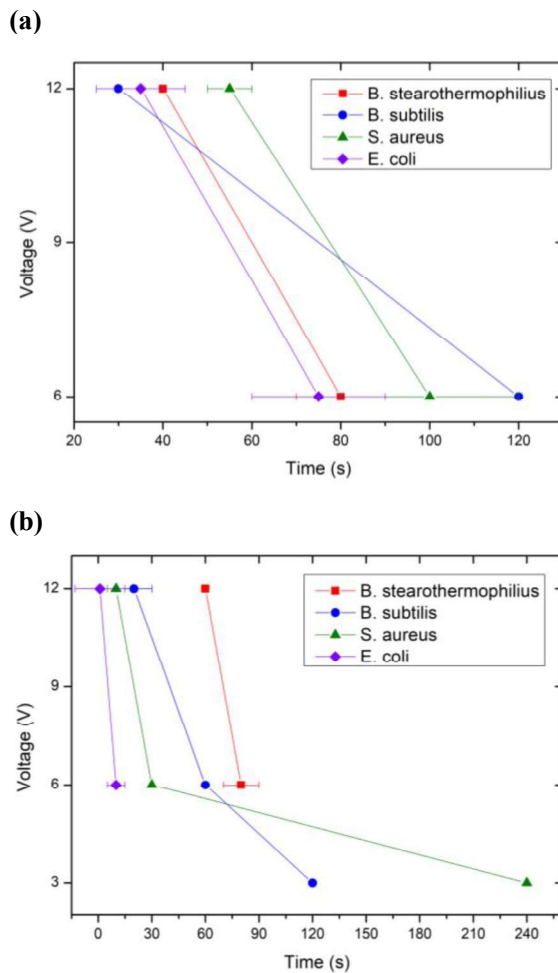 (a)
12
9
6
Voltage (V)
B. stearothermophilius
B. subtilis
S. aureus
E. coli
20 40 60 80 100 120
Time (s)
(b)
12
9
6
3
Voltage (V)
B. stearothermophilius
B. subtilis
S. aureus
E. coli
0 30 60 90 120 150 180 210 240
Time (s)